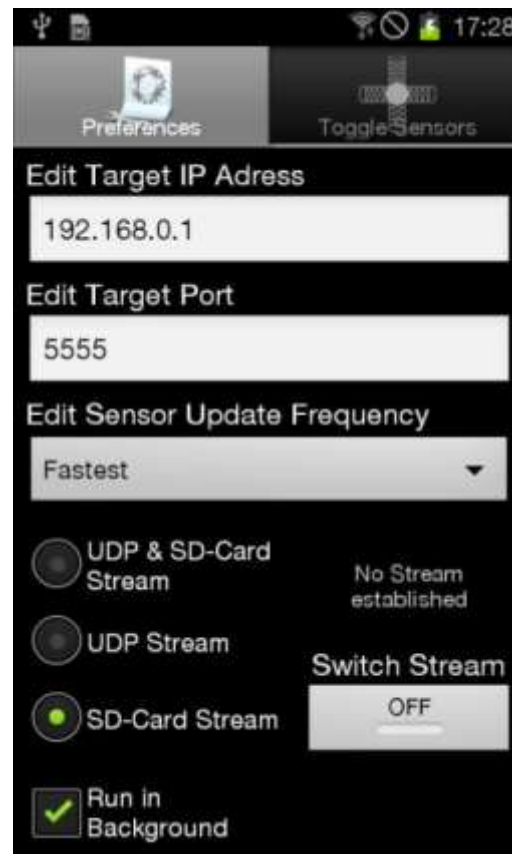 17:28
Preferences
Toggle Sensors
Edit Target IP Adress
192.168.0.1
Edit Target Port
5555
Edit Sensor Update Frequency
Fastest
UDP & SD-Card
Stream
No Stream
established
UDP Stream
Switch Stream
SD-Card Stream
OFF
Run in
Background